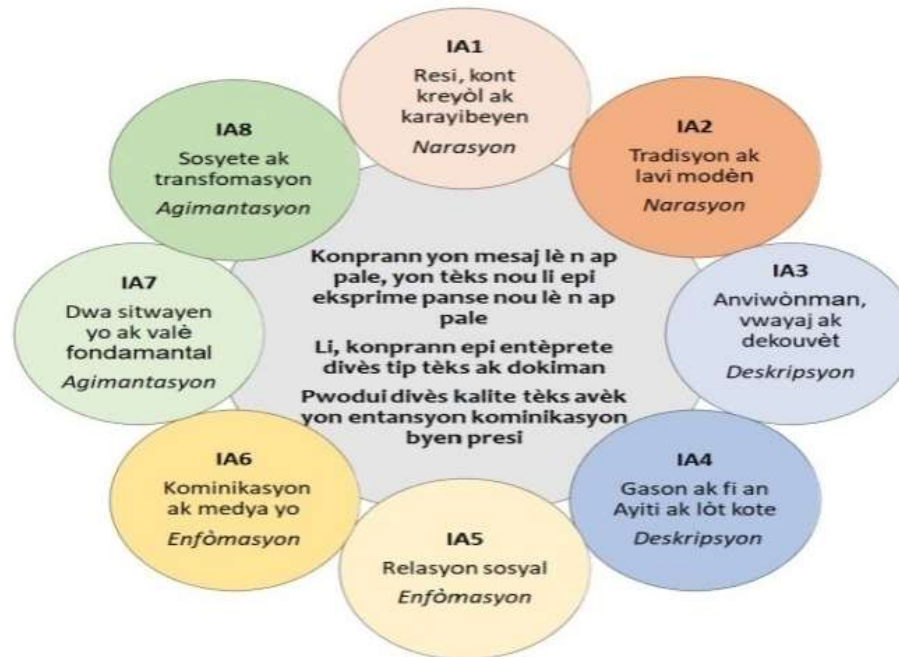 IA1
Resi, kont
kreyòl ak
karayibeyen
Narasyon
IA2
Tradisyon ak
lavi modèn
Narasyon
IA3
Anviwònman,
vwayaj ak
dekouvèt
Deskripsyon
IA4
Gason ak fi an
Ayiti ak lòt kote
Deskripsyon
IA5
Relasyon sosyal
Enfòmasyon
IA6
Kominikasyon
ak medya yo
Enfòmasyon
IA7
Dwa sitwayen
yo ak valè
fondamantal
Agimantasyon
IA8
Sosyete ak
transfomasyon
Agimantasyon
Konprann yon mesaj lè n ap
pale, yon tèks nou li epi
eksprime panse nou lè n ap
pale
Li, konprann epi entèprete
divès tip tèks ak dokiman
Pwodui divès kalite tèks avèk
yon entansyon kominikasyon
byen presi